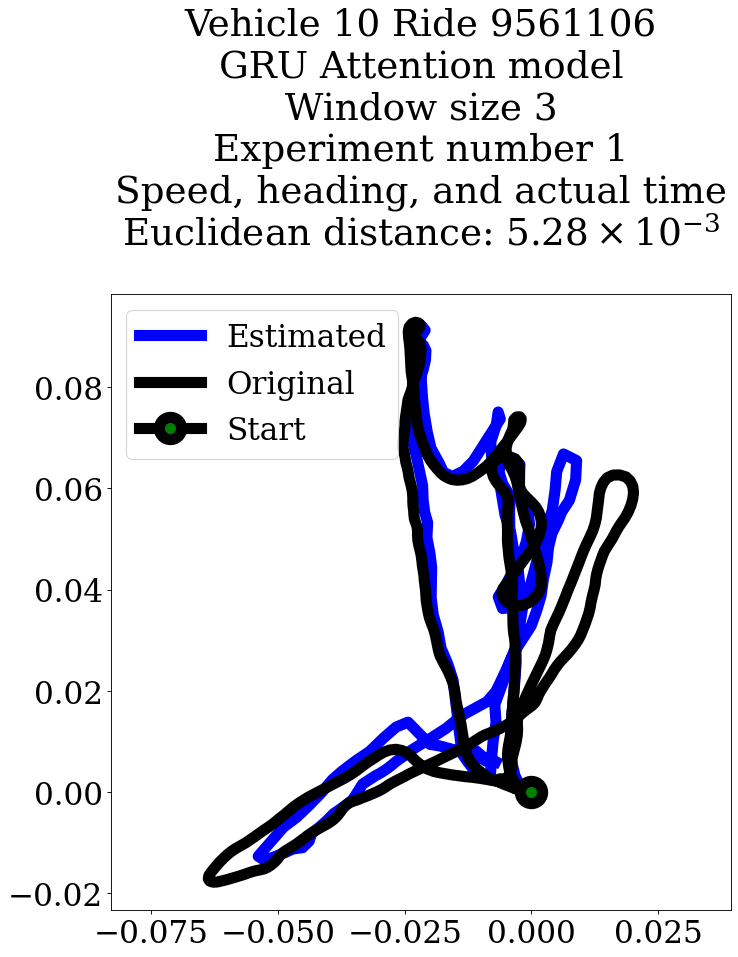 Vehicle 10 Ride 9561106
GRU Attention model
Window size 3
Experiment number 1
Speed, heading, and actual time
Euclidean distance: 5.28 × 10⁻³
Estimated
Original
Start
0.08
0.06
0.04
0.02
0.00
−0.02
−0.075 −0.050 −0.025 0.000 0.025